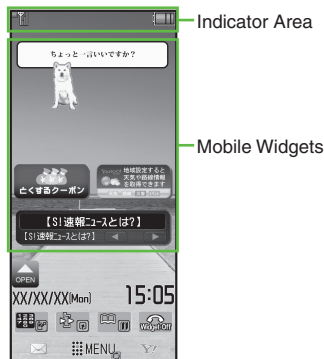 Indicator Area
ちょっと一言いいですか？
Mobile Widgets
YAHOO!
地域設定すると
天気や路線情報
を取得できます
とくするクーポン
【S!速報ニュースとは?】
【S!速報ニュースとは?】
OPEN
XX/XX/XX(Mon) 15:05
Widget Off
MENU
Y!